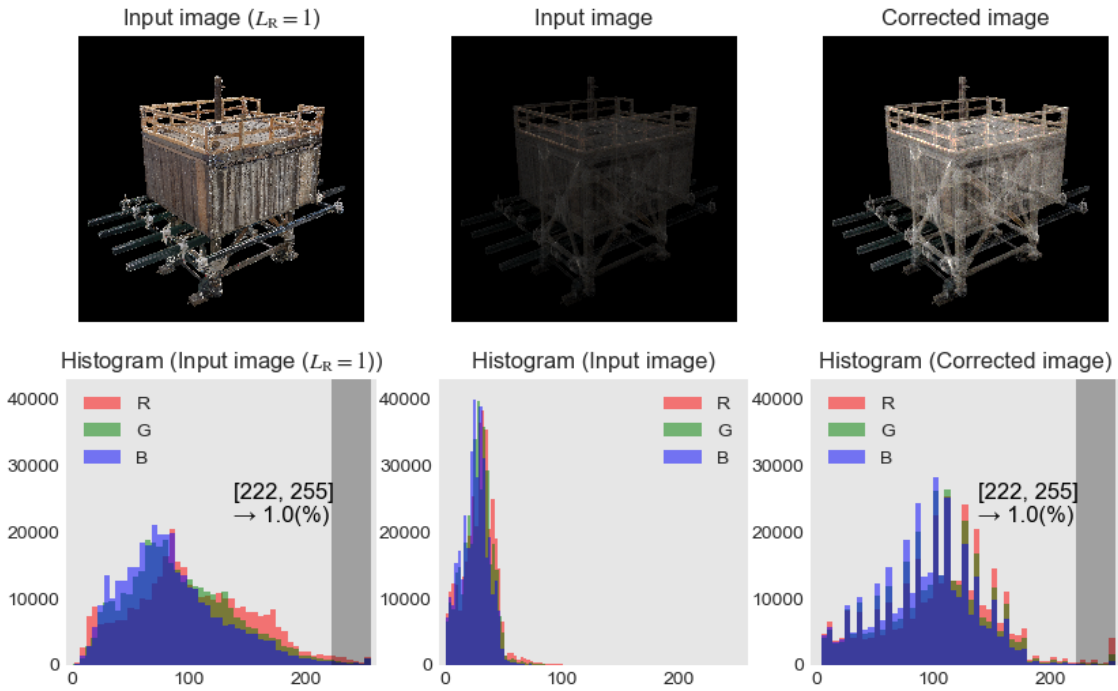 Input image (L_R = 1)
Input image
Corrected image
Histogram (Input image (L_R = 1))
Histogram (Input image)
Histogram (Corrected image)
40000
30000
20000
10000
0
0
100
200
R
G
B
[222, 255]
→ 1.0(%)
40000
30000
20000
10000
0
0
100
200
R
G
B
40000
30000
20000
10000
0
0
100
200
R
G
B
[222, 255]
→ 1.0(%)